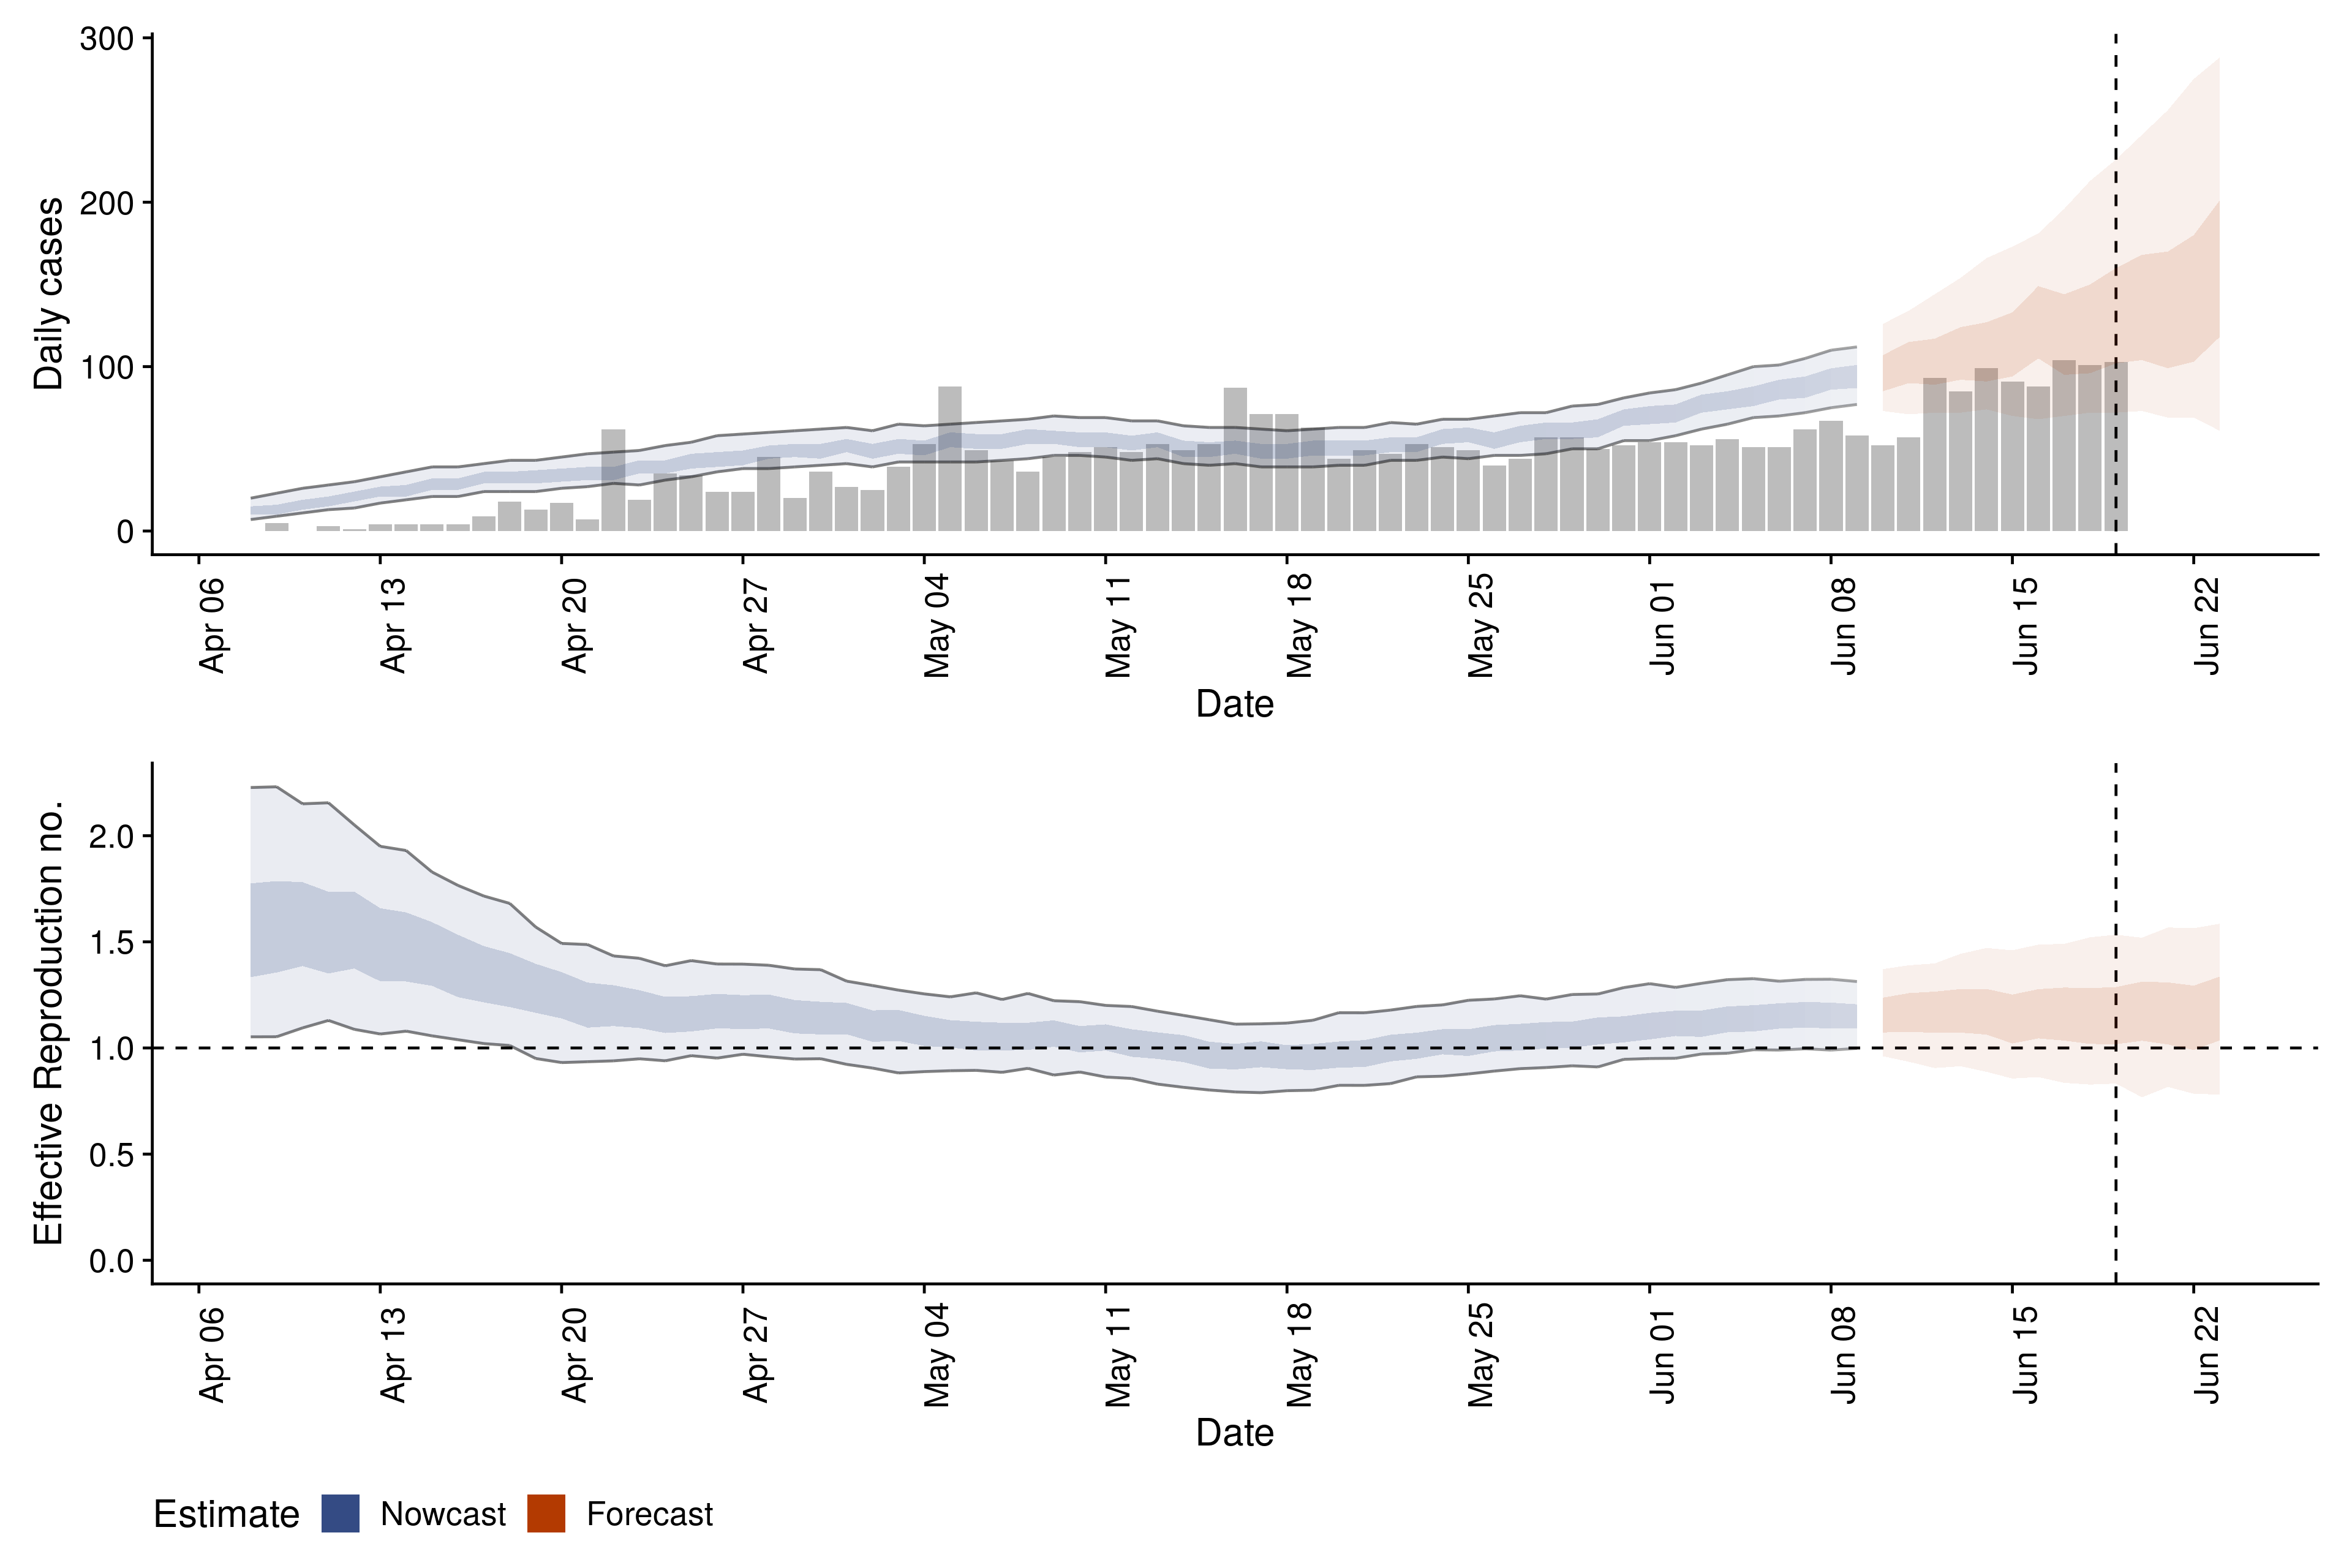 300
200
100
0
Daily cases
Apr 06
Apr 13
Apr 20
Apr 27
May 04
May 11
May 18
May 25
Jun 01
Jun 08
Jun 15
Jun 22
Date
2.0
1.5
1.0
0.5
0.0
Effective Reproduction no.
Apr 06
Apr 13
Apr 20
Apr 27
May 04
May 11
May 18
May 25
Jun 01
Jun 08
Jun 15
Jun 22
Date
Estimate Nowcast Forecast